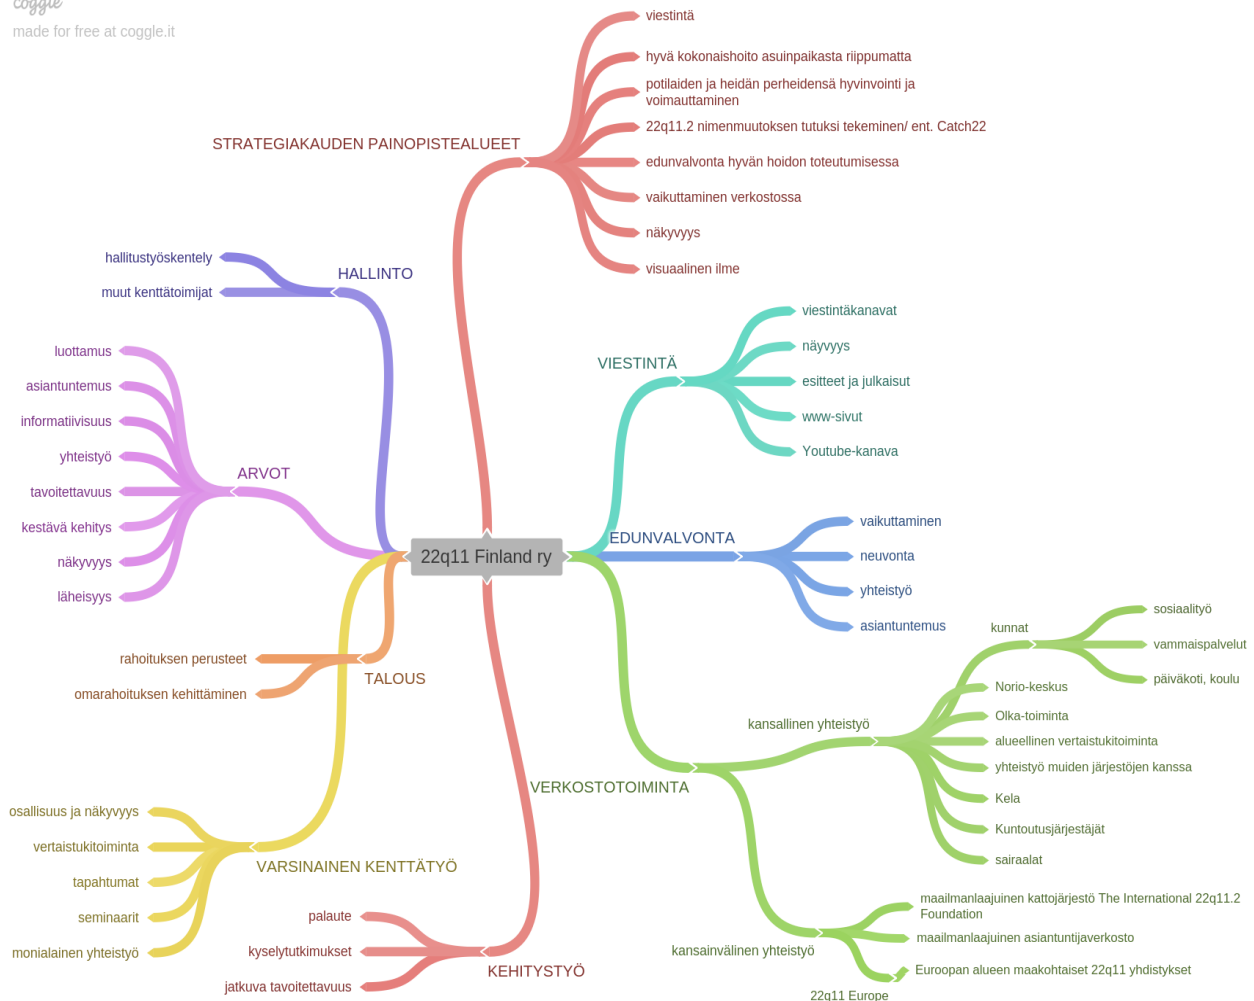 coggle
made for free at coggle.it
STRATEGIAKAUDEN PAINOPISTEALUEET
viestintä
hyvä kokonaishoito asuinpaikasta riippumatta
potilaiden ja heidän perheidensä hyvinvointi ja
voimauttaminen
22q11.2 nimenmuutoksen tutuksi tekeminen/ ent. Catch22
edunvalvonta hyvän hoidon toteutumisessa
vaikuttaminen verkostossa
näkyvyys
visuaalinen ilme
HALLINTO
hallitustyöskentely
muut kenttätoimijat
ARVOT
luottamus
asiantuntemus
informatiivisuus
yhteistyö
tavoitettavuus
kestävä kehitys
näkyvyys
läheisyys
VIESTINTÄ
viestintäkanavat
näyvyys
esitteet ja julkaisut
www-sivut
Youtube-kanava
22q11 Finland ry
EDUNVALVONTA
vaikuttaminen
neuvonta
yhteistyö
asiantuntemus
TALOUS
rahoituksen perusteet
omarahoituksen kehittäminen
VERKOSTOTOIMINTA
kansallinen yhteistyö
kunnat
sosiaalityö
vammaispalvelut
päiväkoti, koulu
Norio-keskus
Olka-toiminta
alueellinen vertaistukitoiminta
yhteistyö muiden järjestöjen kanssa
Kela
Kuntoutusjärjestäjät
sairaalat
kansainvälinen yhteistyö
maailmanlaajuinen kattojärjestö The International 22q11.2
Foundation
maailmanlaajuinen asiantuntijaverkosto
22q11 Europe
Euroopan alueen maakohtaiset 22q11 yhdistykset
VARSINAINEN KENTTÄTYÖ
osallisuus ja näkyvyys
vertaistukitoiminta
tapahtumat
seminaarit
monialainen yhteistyö
KEHITYSTYÖ
palaute
kyselytutkimukset
jatkuva tavoitettavuus